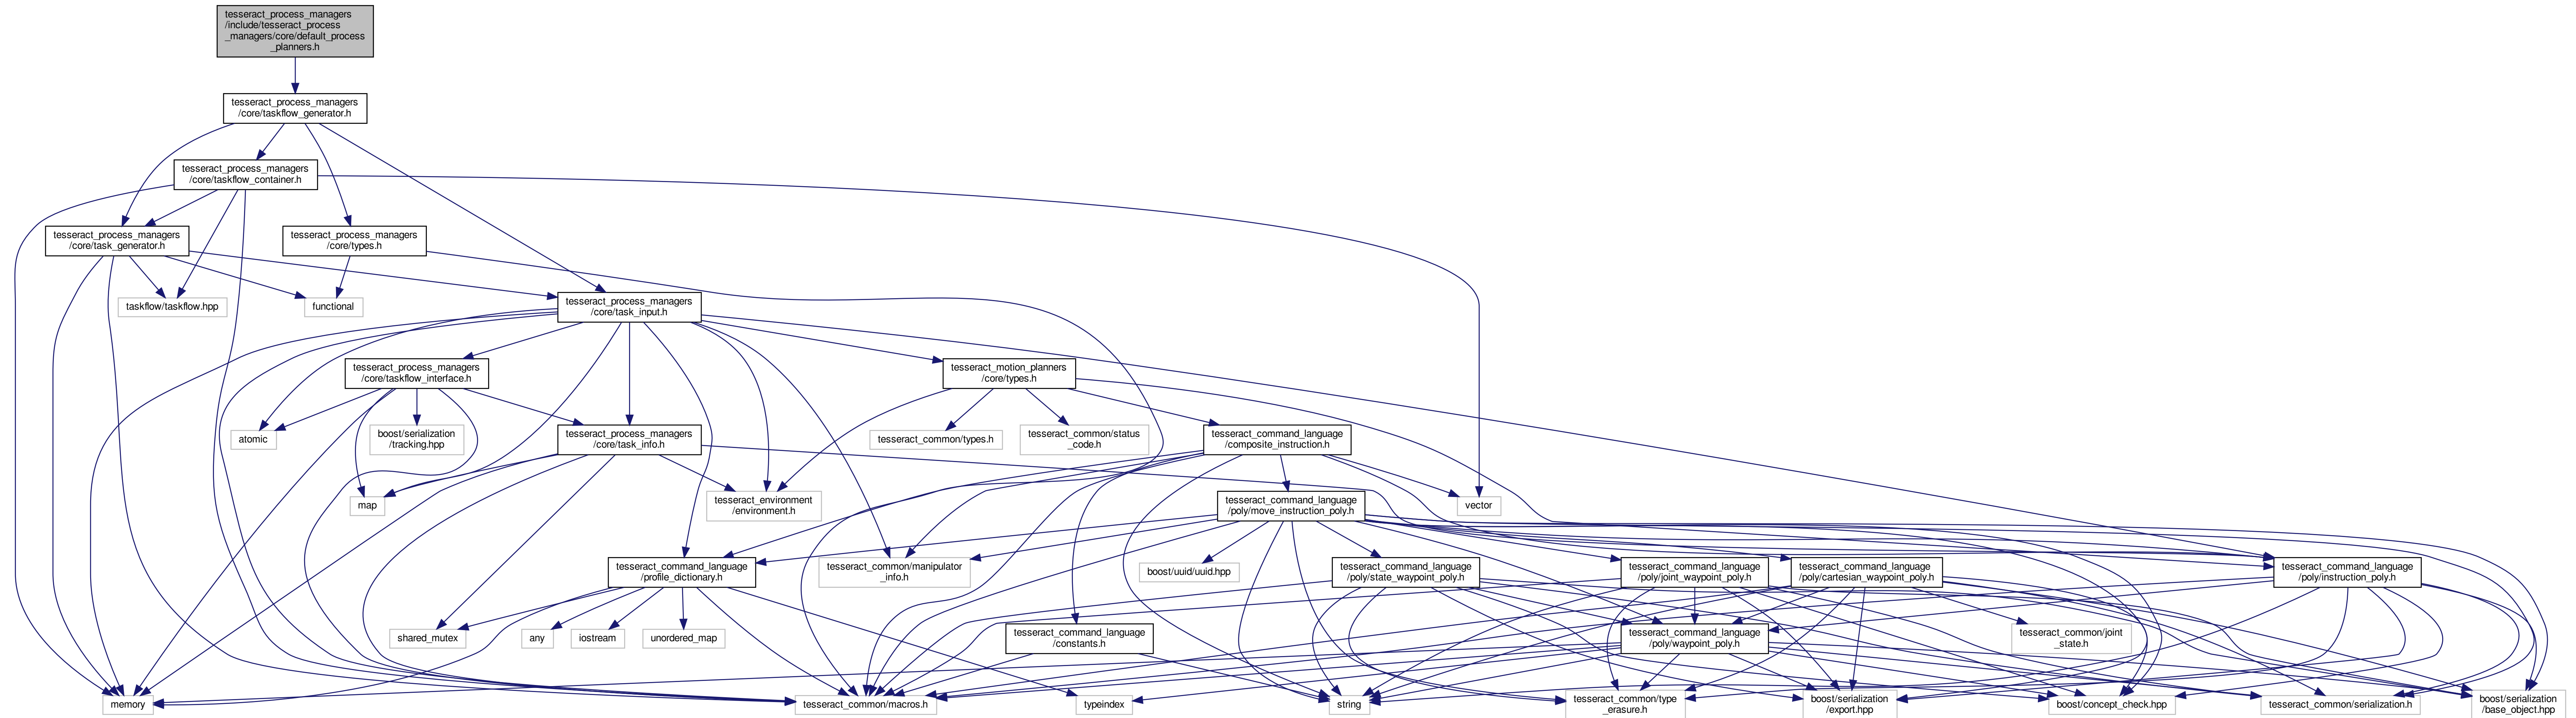 tesseract_process_managers
/include/tesseract_process
_managers/core/default_process
_planners.h
tesseract_process_managers
/core/taskflow_generator.h
tesseract_process_managers
/core/taskflow_container.h
tesseract_process_managers
/core/task_generator.h
tesseract_process_managers
/core/types.h
taskflow/taskflow.hpp
functional
tesseract_process_managers
/core/task_input.h
tesseract_process_managers
/core/taskflow_interface.h
tesseract_motion_planners
/core/types.h
atomic
boost/serialization
/tracking.hpp
tesseract_process_managers
/core/task_info.h
tesseract_common/types.h
tesseract_common/status
_code.h
tesseract_command_language
/composite_instruction.h
map
tesseract_environment
/environment.h
tesseract_command_language
/poly/move_instruction_poly.h
vector
tesseract_command_language
/profile_dictionary.h
tesseract_common/manipulator
_info.h
boost/uuid/uuid.hpp
tesseract_command_language
/poly/state_waypoint_poly.h
tesseract_command_language
/poly/joint_waypoint_poly.h
tesseract_command_language
/poly/cartesian_waypoint_poly.h
tesseract_command_language
/poly/instruction_poly.h
shared_mutex
any
iostream
unordered_map
tesseract_command_language
/constants.h
tesseract_command_language
/poly/waypoint_poly.h
tesseract_common/joint
_state.h
memory
tesseract_common/macros.h
typeindex
string
tesseract_common/type
_erasure.h
boost/serialization
/export.hpp
boost/concept_check.hpp
tesseract_common/serialization.h
boost/serialization
/base_object.hpp